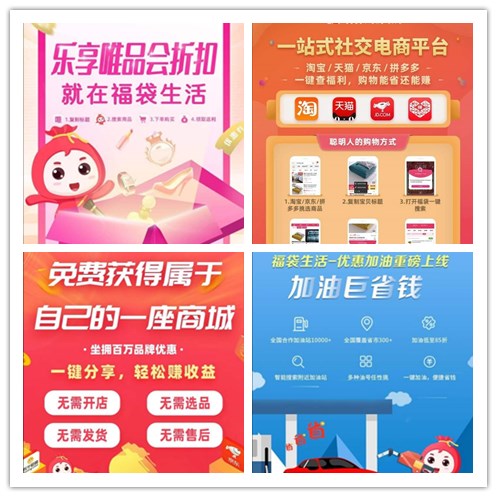 乐享唯品会折扣
就在福袋生活
1.复制标题
2.搜索商品
3.下单购买
4.领取返利
一站式社交电商平台
淘宝/天猫/京东/拼多多
一键查福利，购物能省还能赚
淘
天猫
JD.COM
聪明人的购物方式
1.淘宝/京东/拼
多多挑选商品
2.复制宝贝标题
3.打开福袋一键
搜索
免费获得属于
自己的一座商城
·坐拥百万品牌优惠·
一键分享，轻松赚收益
无需开店
无需选品
无需发货
无需售后
福袋生活-优惠加油重磅上线
加油巨省钱
全国合作加油站10000+
全国覆盖省市300+
加油低至85折
智能搜索附近加油站
多种油号任性挑
一键加油，便捷省钱
省省省